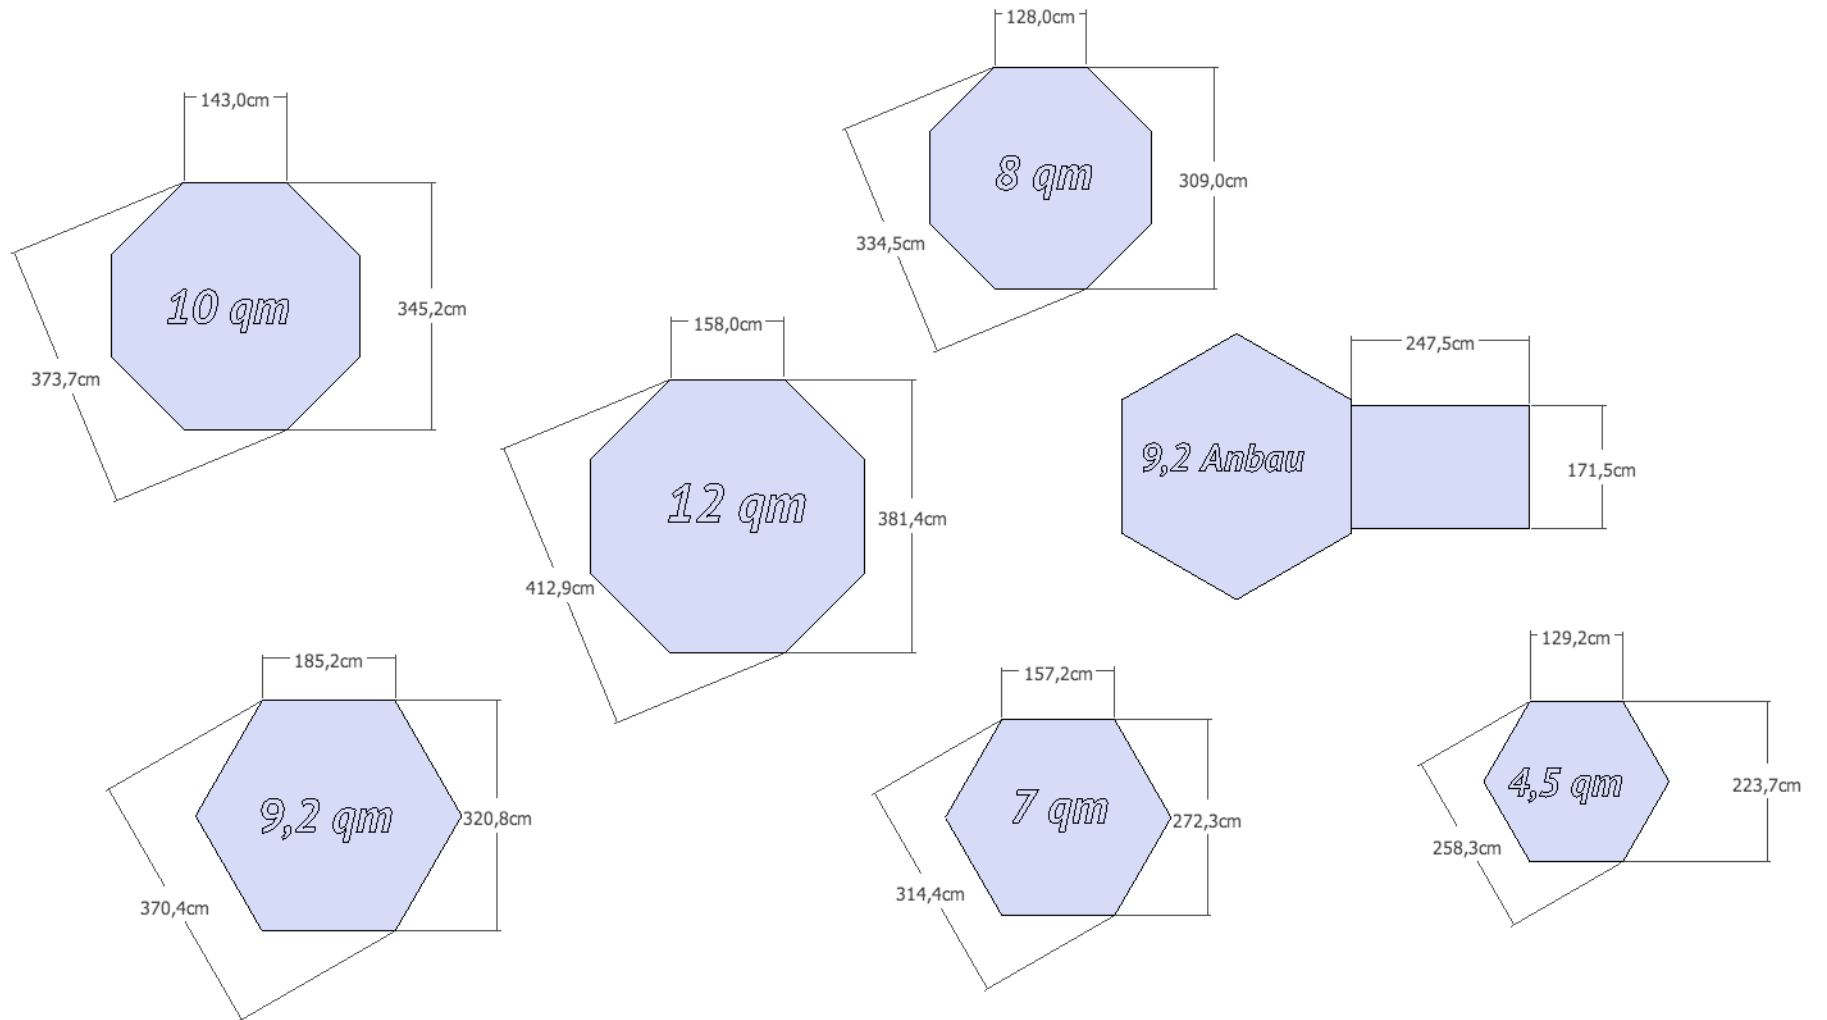 128,0cm
8 qm
309,0cm
334,5cm
143,0cm
10 qm
345,2cm
373,7cm
158,0cm
12 qm
381,4cm
412,9cm
247,5cm
9,2 Anbau
171,5cm
185,2cm
9,2 qm
320,8cm
370,4cm
157,2cm
7 qm
272,3cm
314,4cm
129,2cm
4,5 qm
223,7cm
258,3cm